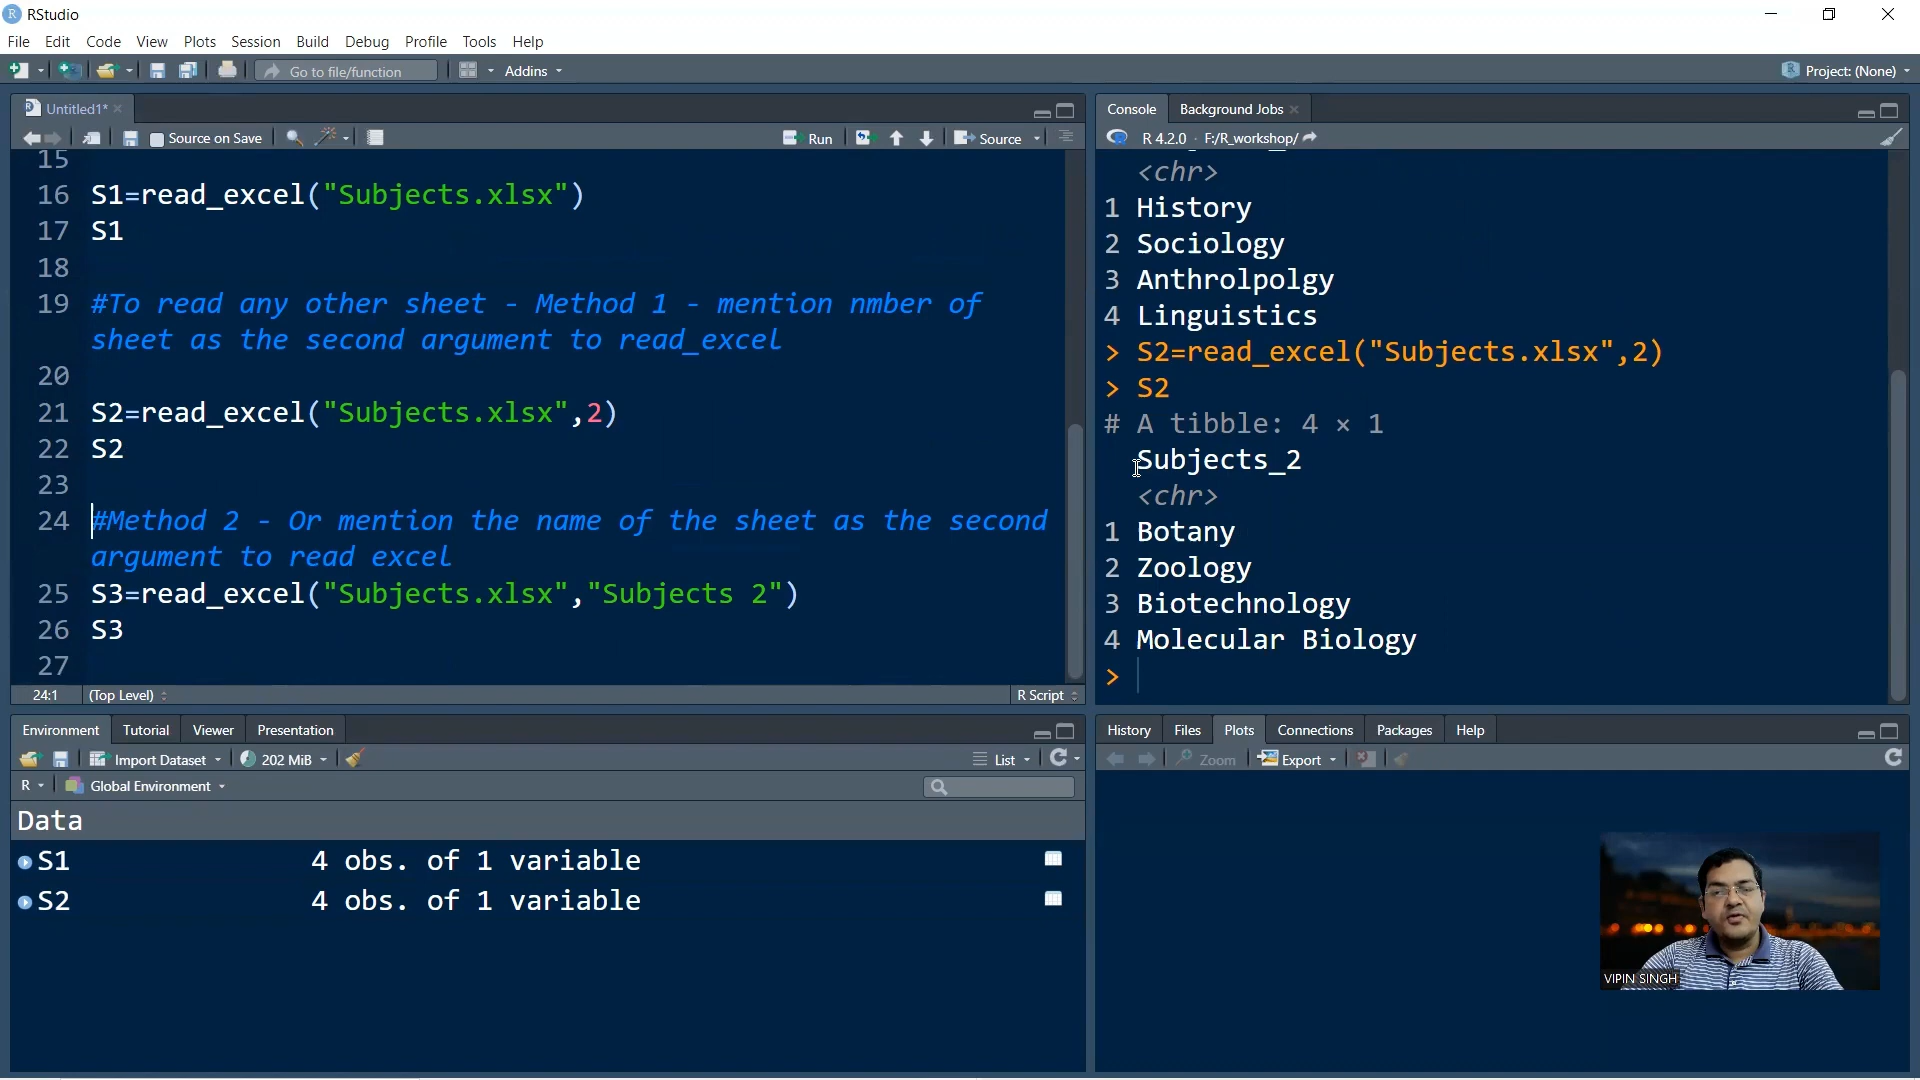 RStudio
File Edit Code View Plots Session Build Debug Profile Tools Help
Go to file/function Addins Project: (None)
Untitled1*
Source on Save Run Source
15
16 S1=read_excel("Subjects.xlsx")
17 S1
18
19 #To read any other sheet - Method 1 - mention nmber of
sheet as the second argument to read_excel
20
21 S2=read_excel("Subjects.xlsx",2)
22 S2
23
24 #Method 2 - Or mention the name of the sheet as the second
argument to read excel
25 S3=read_excel("Subjects.xlsx","Subjects 2")
26 S3
27
24:1 (Top Level) R Script
Console Background Jobs
R 4.2.0 · F:/R_workshop/
<chr>
1 History
2 Sociology
3 Anthrolpolgy
4 Linguistics
> S2=read_excel("Subjects.xlsx",2)
> S2
# A tibble: 4 × 1
Subjects_2
<chr>
1 Botany
2 Zoology
3 Biotechnology
4 Molecular Biology
>
Environment Tutorial Viewer Presentation
Import Dataset 202 MiB List
R Global Environment
Data
S1 4 obs. of 1 variable
S2 4 obs. of 1 variable
History Files Plots Connections Packages Help
Zoom Export
VIPIN SINGH